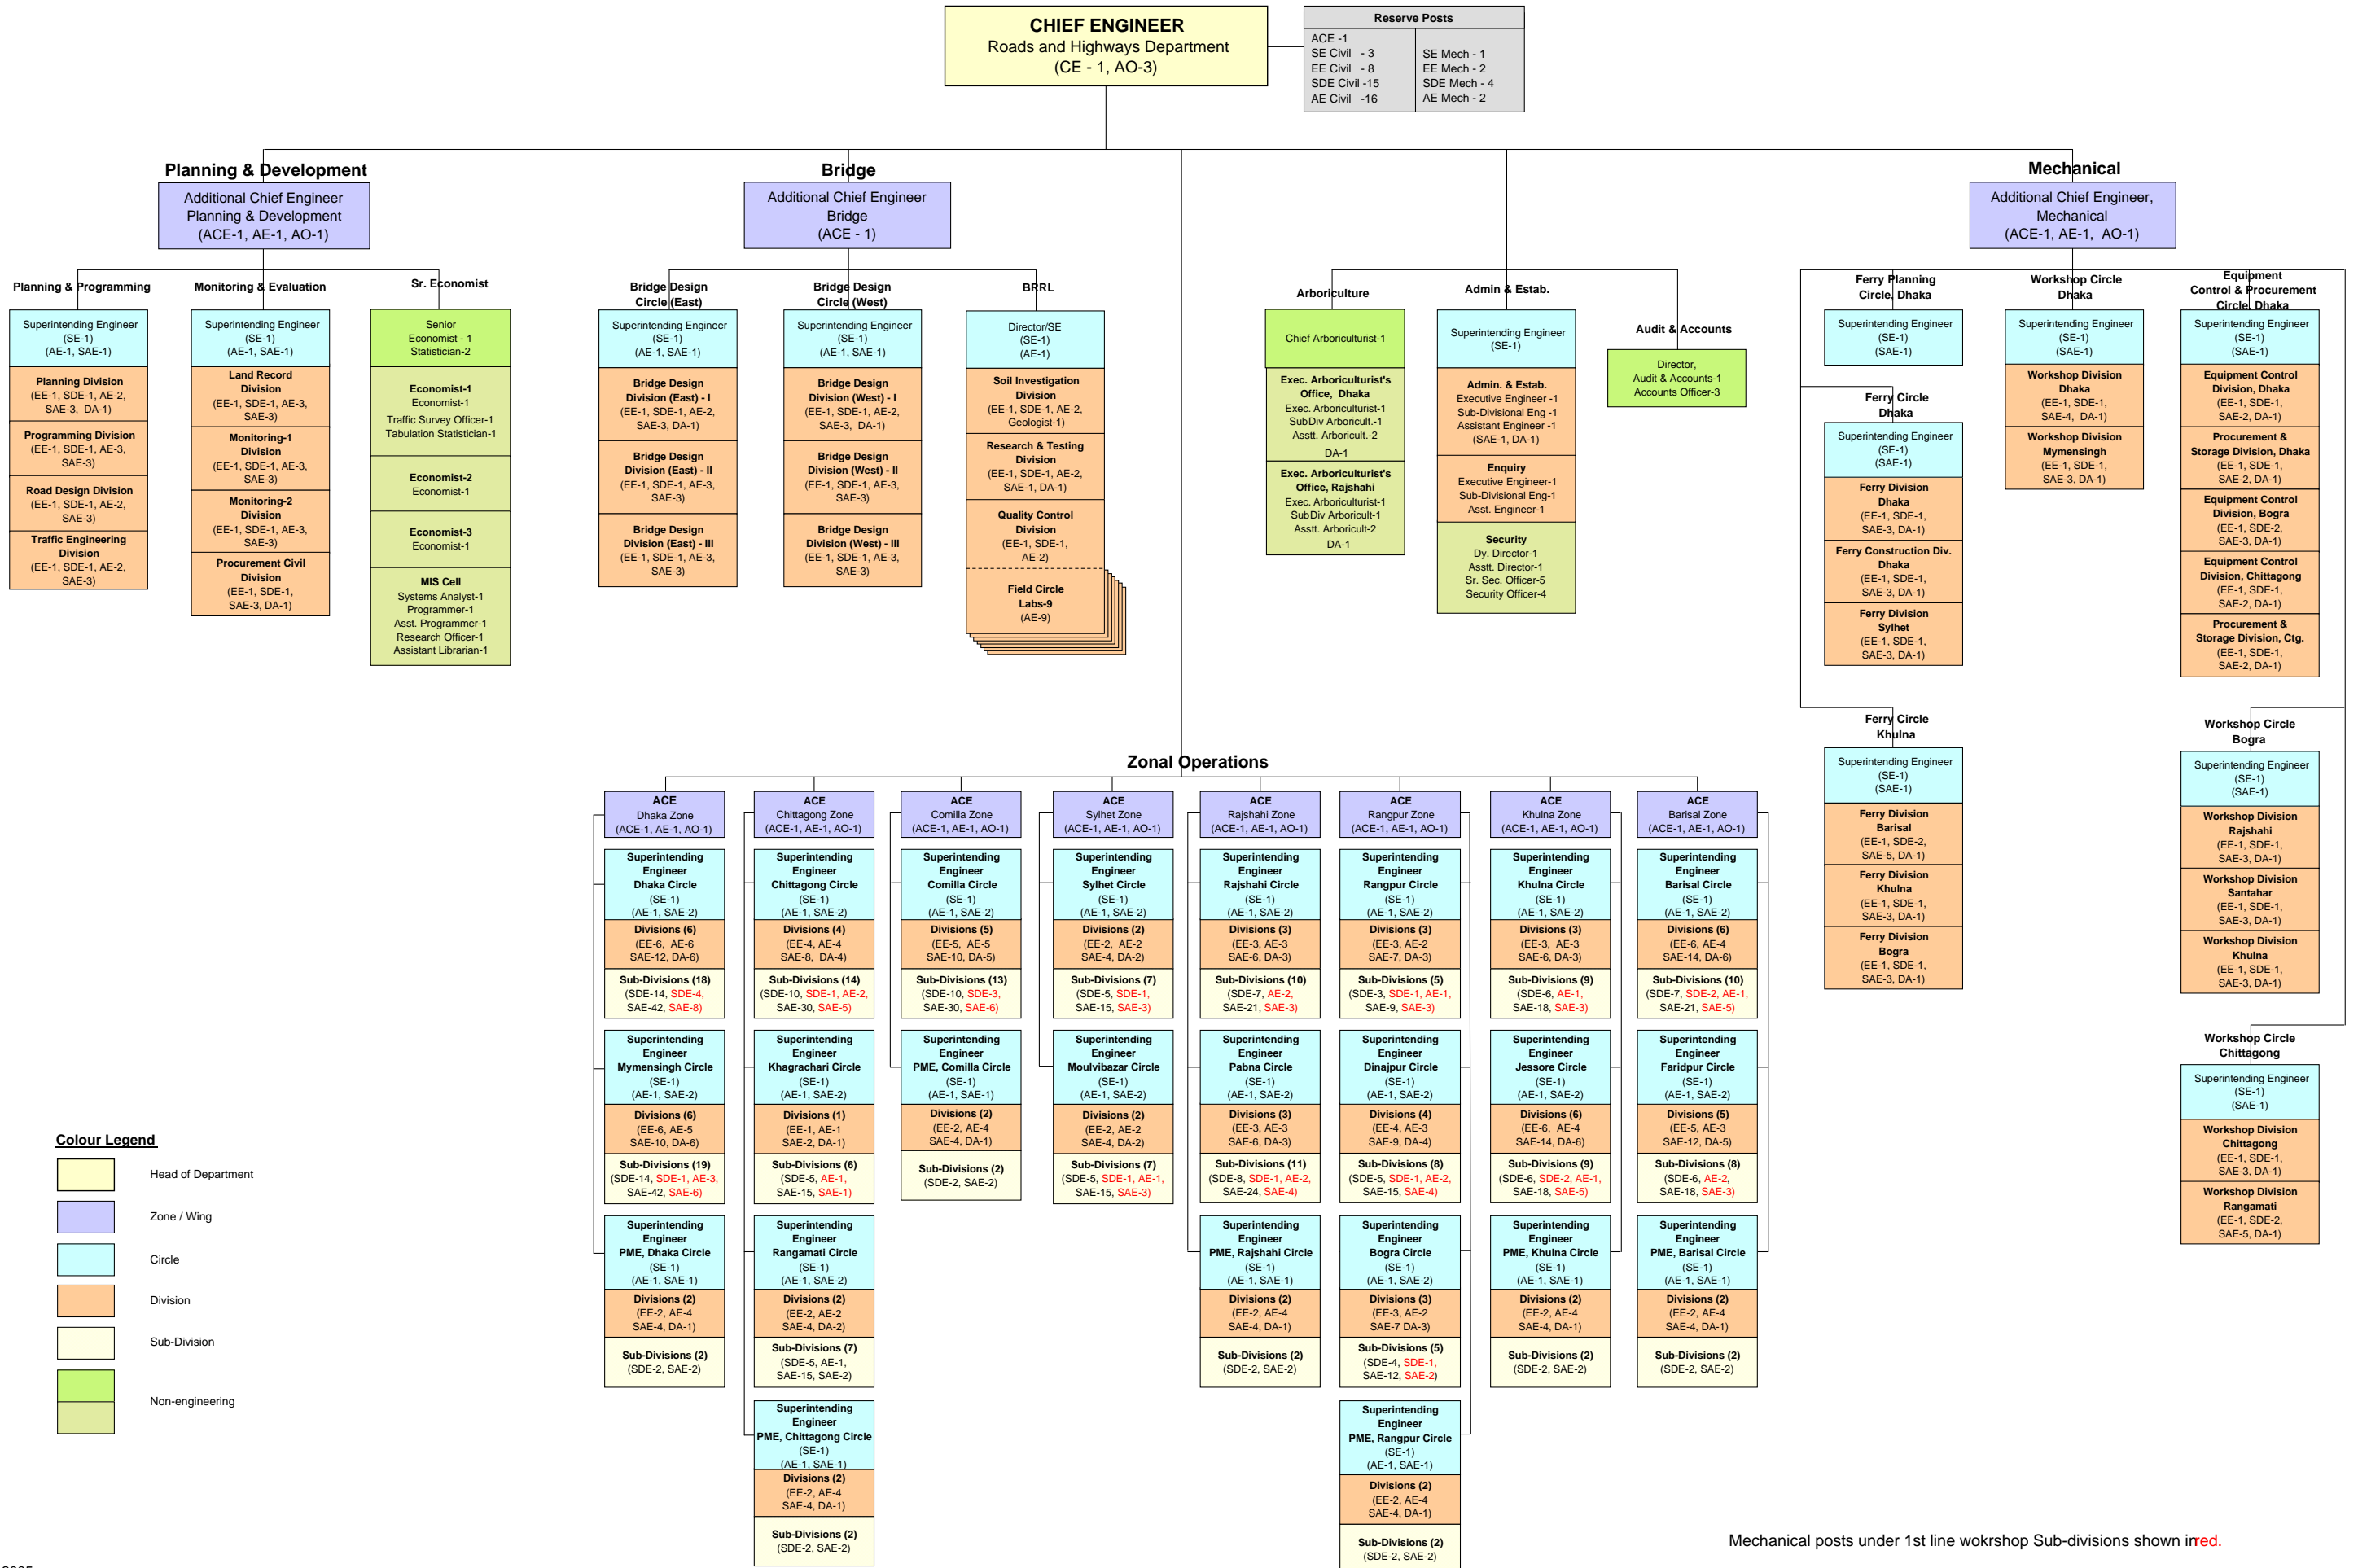 CHIEF ENGINEER
Roads and Highways Department
(CE - 1, AO-3)
Reserve Posts
ACE -1
SE Civil - 3
EE Civil - 8
SDE Civil -15
AE Civil -16
SE Mech - 1
EE Mech - 2
SDE Mech - 4
AE Mech - 2
Planning & Development
Additional Chief Engineer
Planning & Development
(ACE-1, AE-1, AO-1)
Bridge
Additional Chief Engineer
Bridge
(ACE - 1)
Mechanical
Additional Chief Engineer,
Mechanical
(ACE-1, AE-1, AO-1)
Planning & Programming
Superintending Engineer
(SE-1)
(AE-1, SAE-1)
Planning Division
(EE-1, SDE-1, AE-2,
SAE-3, DA-1)
Programming Division
(EE-1, SDE-1, AE-3,
SAE-3)
Road Design Division
(EE-1, SDE-1, AE-2,
SAE-3)
Traffic Engineering
Division
(EE-1, SDE-1, AE-2,
SAE-3)
Monitoring & Evaluation
Superintending Engineer
(SE-1)
(AE-1, SAE-1)
Land Record
Division
(EE-1, SDE-1, AE-3,
SAE-3)
Monitoring-1
Division
(EE-1, SDE-1, AE-3,
SAE-3)
Monitoring-2
Division
(EE-1, SDE-1, AE-3,
SAE-3)
Procurement Civil
Division
(EE-1, SDE-1,
SAE-3, DA-1)
Sr. Economist
Senior
Economist - 1
Statistician-2
Economist-1
Economist-1
Traffic Survey Officer-1
Tabulation Statistician-1
Economist-2
Economist-1
Economist-3
Economist-1
MIS Cell
Systems Analyst-1
Programmer-1
Asst. Programmer-1
Research Officer-1
Assistant Librarian-1
Bridge Design
Circle (East)
Superintending Engineer
(SE-1)
(AE-1, SAE-1)
Bridge Design
Division (East) - I
(EE-1, SDE-1, AE-2,
SAE-3, DA-1)
Bridge Design
Division (East) - II
(EE-1, SDE-1, AE-3,
SAE-3)
Bridge Design
Division (East) - III
(EE-1, SDE-1, AE-3,
SAE-3)
Bridge Design
Circle (West)
Superintending Engineer
(SE-1)
(AE-1, SAE-1)
Bridge Design
Division (West) - I
(EE-1, SDE-1, AE-2,
SAE-3, DA-1)
Bridge Design
Division (West) - II
(EE-1, SDE-1, AE-3,
SAE-3)
Bridge Design
Division (West) - III
(EE-1, SDE-1, AE-3,
SAE-3)
BRRL
Director/SE
(SE-1)
(AE-1)
Soil Investigation
Division
(EE-1, SDE-1, AE-2,
Geologist-1)
Research & Testing
Division
(EE-1, SDE-1, AE-2,
SAE-1, DA-1)
Quality Control
Division
(EE-1, SDE-1,
AE-2)
Field Circle
Labs-9
(AE-9)
Arboriculture
Chief Arboriculturist-1
Exec. Arboriculturist's
Office, Dhaka
Exec. Arboriculturist-1
SubDiv Arboricult.-1
Asstt. Arboricult.-2
DA-1
Exec. Arboriculturist's
Office, Rajshahi
Exec. Arboriculturist-1
SubDiv Arboricult-1
Asstt. Arboricult-2
DA-1
Admin & Estab.
Superintending Engineer
(SE-1)
Admin. & Estab.
Executive Engineer -1
Sub-Divisional Eng -1
Assistant Engineer -1
(SAE-1, DA-1)
Enquiry
Executive Engineer-1
Sub-Divisional Eng-1
Asst. Engineer-1
Security
Dy. Director-1
Asstt. Director-1
Sr. Sec. Officer-5
Security Officer-4
Audit & Accounts
Director,
Audit & Accounts-1
Accounts Officer-3
Ferry Planning
Circle, Dhaka
Superintending Engineer
(SE-1)
(SAE-1)
Ferry Circle
Dhaka
Superintending Engineer
(SE-1)
(SAE-1)
Ferry Division
Dhaka
(EE-1, SDE-1,
SAE-3, DA-1)
Ferry Construction Div.
Dhaka
(EE-1, SDE-1,
SAE-3, DA-1)
Ferry Division
Sylhet
(EE-1, SDE-1,
SAE-3, DA-1)
Ferry Circle
Khulna
Superintending Engineer
(SE-1)
(SAE-1)
Ferry Division
Barisal
(EE-1, SDE-2,
SAE-5, DA-1)
Ferry Division
Khulna
(EE-1, SDE-1,
SAE-3, DA-1)
Ferry Division
Bogra
(EE-1, SDE-1,
SAE-3, DA-1)
Workshop Circle
Dhaka
Superintending Engineer
(SE-1)
(SAE-1)
Workshop Division
Dhaka
(EE-1, SDE-1,
SAE-4, DA-1)
Workshop Division
Mymensingh
(EE-1, SDE-1,
SAE-3, DA-1)
Equipment
Control & Procurement
Circle, Dhaka
Superintending Engineer
(SE-1)
(SAE-1)
Equipment Control
Division, Dhaka
(EE-1, SDE-1,
SAE-2, DA-1)
Procurement &
Storage Division, Dhaka
(EE-1, SDE-1,
SAE-2, DA-1)
Equipment Control
Division, Bogra
(EE-1, SDE-2,
SAE-3, DA-1)
Equipment Control
Division, Chittagong
(EE-1, SDE-1,
SAE-2, DA-1)
Procurement &
Storage Division, Ctg.
(EE-1, SDE-1,
SAE-2, DA-1)
Workshop Circle
Bogra
Superintending Engineer
(SE-1)
(SAE-1)
Workshop Division
Rajshahi
(EE-1, SDE-1,
SAE-3, DA-1)
Workshop Division
Santahar
(EE-1, SDE-1,
SAE-3, DA-1)
Workshop Division
Khulna
(EE-1, SDE-1,
SAE-3, DA-1)
Workshop Circle
Chittagong
Superintending Engineer
(SE-1)
(SAE-1)
Workshop Division
Chittagong
(EE-1, SDE-1,
SAE-3, DA-1)
Workshop Division
Rangamati
(EE-1, SDE-2,
SAE-5, DA-1)
Zonal Operations
ACE
Dhaka Zone
(ACE-1, AE-1, AO-1)
Superintending
Engineer
Dhaka Circle
(SE-1)
(AE-1, SAE-2)
Divisions (6)
(EE-6, AE-6
SAE-12, DA-6)
Sub-Divisions (18)
(SDE-14, SDE-4,
SAE-42, SAE-8)
Superintending
Engineer
Mymensingh Circle
(SE-1)
(AE-1, SAE-2)
Divisions (6)
(EE-6, AE-5
SAE-10, DA-6)
Sub-Divisions (19)
(SDE-14, SDE-1, AE-3,
SAE-42, SAE-6)
Superintending
Engineer
PME, Dhaka Circle
(SE-1)
(AE-1, SAE-1)
Divisions (2)
(EE-2, AE-4
SAE-4, DA-1)
Sub-Divisions (2)
(SDE-2, SAE-2)
ACE
Chittagong Zone
(ACE-1, AE-1, AO-1)
Superintending
Engineer
Chittagong Circle
(SE-1)
(AE-1, SAE-2)
Divisions (4)
(EE-4, AE-4
SAE-8, DA-4)
Sub-Divisions (14)
(SDE-10, SDE-1, AE-2,
SAE-30, SAE-5)
Superintending
Engineer
Khagrachari Circle
(SE-1)
(AE-1, SAE-2)
Divisions (1)
(EE-1, AE-1
SAE-2, DA-1)
Sub-Divisions (6)
(SDE-5, AE-1,
SAE-15, SAE-1)
Superintending
Engineer
Rangamati Circle
(SE-1)
(AE-1, SAE-2)
Divisions (2)
(EE-2, AE-2
SAE-4, DA-2)
Sub-Divisions (7)
(SDE-5, AE-1,
SAE-15, SAE-2)
Superintending
Engineer
PME, Chittagong Circle
(SE-1)
(AE-1, SAE-1)
Divisions (2)
(EE-2, AE-4
SAE-4, DA-1)
Sub-Divisions (2)
(SDE-2, SAE-2)
ACE
Comilla Zone
(ACE-1, AE-1, AO-1)
Superintending
Engineer
Comilla Circle
(SE-1)
(AE-1, SAE-2)
Divisions (5)
(EE-5, AE-5
SAE-10, DA-5)
Sub-Divisions (13)
(SDE-10, SDE-3,
SAE-30, SAE-6)
Superintending
Engineer
PME, Comilla Circle
(SE-1)
(AE-1, SAE-1)
Divisions (2)
(EE-2, AE-4
SAE-4, DA-1)
Sub-Divisions (2)
(SDE-2, SAE-2)
ACE
Sylhet Zone
(ACE-1, AE-1, AO-1)
Superintending
Engineer
Sylhet Circle
(SE-1)
(AE-1, SAE-2)
Divisions (2)
(EE-2, AE-2
SAE-4, DA-2)
Sub-Divisions (7)
(SDE-5, SDE-1,
SAE-15, SAE-3)
Superintending
Engineer
Moulvibazar Circle
(SE-1)
(AE-1, SAE-2)
Divisions (2)
(EE-2, AE-2
SAE-4, DA-2)
Sub-Divisions (7)
(SDE-5, SDE-1, AE-1,
SAE-15, SAE-3)
ACE
Rajshahi Zone
(ACE-1, AE-1, AO-1)
Superintending
Engineer
Rajshahi Circle
(SE-1)
(AE-1, SAE-2)
Divisions (3)
(EE-3, AE-3
SAE-6, DA-3)
Sub-Divisions (10)
(SDE-7, AE-2,
SAE-21, SAE-3)
Superintending
Engineer
Pabna Circle
(SE-1)
(AE-1, SAE-2)
Divisions (3)
(EE-3, AE-3
SAE-6, DA-3)
Sub-Divisions (11)
(SDE-8, SDE-1, AE-2,
SAE-24, SAE-4)
Superintending
Engineer
PME, Rajshahi Circle
(SE-1)
(AE-1, SAE-1)
Divisions (2)
(EE-2, AE-4
SAE-4, DA-1)
Sub-Divisions (2)
(SDE-2, SAE-2)
ACE
Rangpur Zone
(ACE-1, AE-1, AO-1)
Superintending
Engineer
Rangpur Circle
(SE-1)
(AE-1, SAE-2)
Divisions (3)
(EE-3, AE-2
SAE-7, DA-3)
Sub-Divisions (5)
(SDE-3, SDE-1, AE-1,
SAE-9, SAE-3)
Superintending
Engineer
Dinajpur Circle
(SE-1)
(AE-1, SAE-2)
Divisions (4)
(EE-4, AE-3
SAE-9, DA-4)
Sub-Divisions (8)
(SDE-5, SDE-1, AE-2,
SAE-15, SAE-4)
Superintending
Engineer
Bogra Circle
(SE-1)
(AE-1, SAE-2)
Divisions (3)
(EE-3, AE-2
SAE-7 DA-3)
Sub-Divisions (5)
(SDE-4, SDE-1,
SAE-12, SAE-2)
Superintending
Engineer
PME, Rangpur Circle
(SE-1)
(AE-1, SAE-1)
Divisions (2)
(EE-2, AE-4
SAE-4, DA-1)
Sub-Divisions (2)
(SDE-2, SAE-2)
ACE
Khulna Zone
(ACE-1, AE-1, AO-1)
Superintending
Engineer
Khulna Circle
(SE-1)
(AE-1, SAE-2)
Divisions (3)
(EE-3, AE-3
SAE-6, DA-3)
Sub-Divisions (9)
(SDE-6, AE-1,
SAE-18, SAE-3)
Superintending
Engineer
Jessore Circle
(SE-1)
(AE-1, SAE-2)
Divisions (6)
(EE-6, AE-4
SAE-14, DA-6)
Sub-Divisions (9)
(SDE-6, SDE-2, AE-1,
SAE-18, SAE-5)
Superintending
Engineer
PME, Khulna Circle
(SE-1)
(AE-1, SAE-1)
Divisions (2)
(EE-2, AE-4
SAE-4, DA-1)
Sub-Divisions (2)
(SDE-2, SAE-2)
ACE
Barisal Zone
(ACE-1, AE-1, AO-1)
Superintending
Engineer
Barisal Circle
(SE-1)
(AE-1, SAE-2)
Divisions (6)
(EE-6, AE-4
SAE-14, DA-6)
Sub-Divisions (10)
(SDE-7, SDE-2, AE-1,
SAE-21, SAE-5)
Superintending
Engineer
Faridpur Circle
(SE-1)
(AE-1, SAE-2)
Divisions (5)
(EE-5, AE-3
SAE-12, DA-5)
Sub-Divisions (8)
(SDE-6, AE-2,
SAE-18, SAE-3)
Superintending
Engineer
PME, Barisal Circle
(SE-1)
(AE-1, SAE-1)
Divisions (2)
(EE-2, AE-4
SAE-4, DA-1)
Sub-Divisions (2)
(SDE-2, SAE-2)
Colour Legend
Head of Department
Zone / Wing
Circle
Division
Sub-Division
Non-engineering
Mechanical posts under 1st line wokrshop Sub-divisions shown in red.